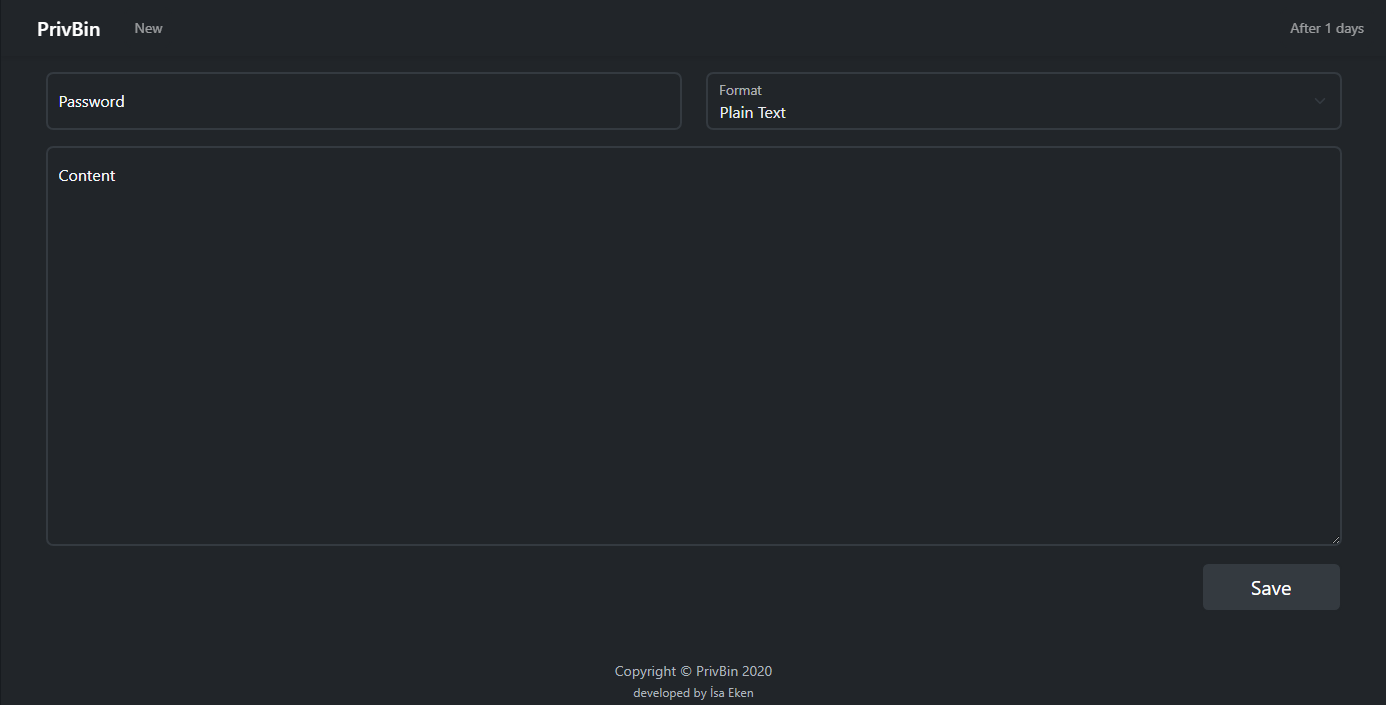 PrivBin New After 1 days
Password
Format
Plain Text
Content
Save
Copyright © PrivBin 2020
developed by İsa Eken